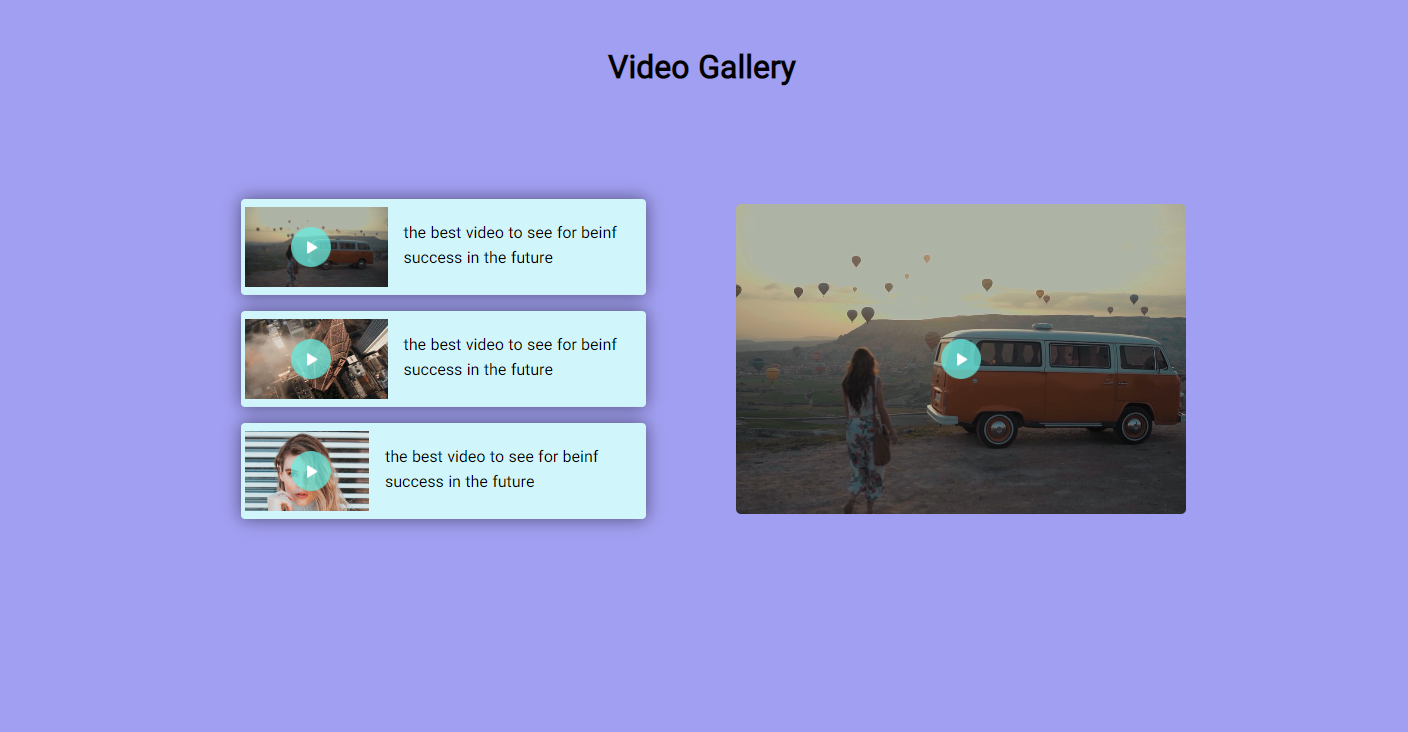 Video Gallery
the best video to see for beinf
success in the future
the best video to see for beinf
success in the future
the best video to see for beinf
success in the future